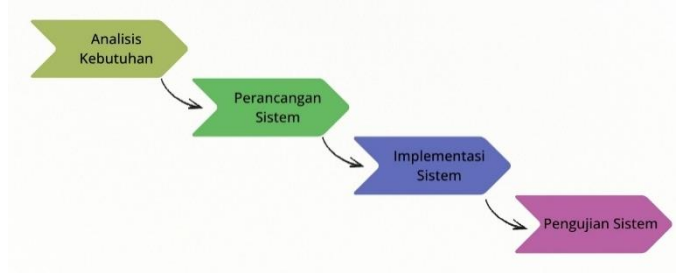 Analisis
Kebutuhan
Perancangan
Sistem
Implementasi
Sistem
Pengujian Sistem